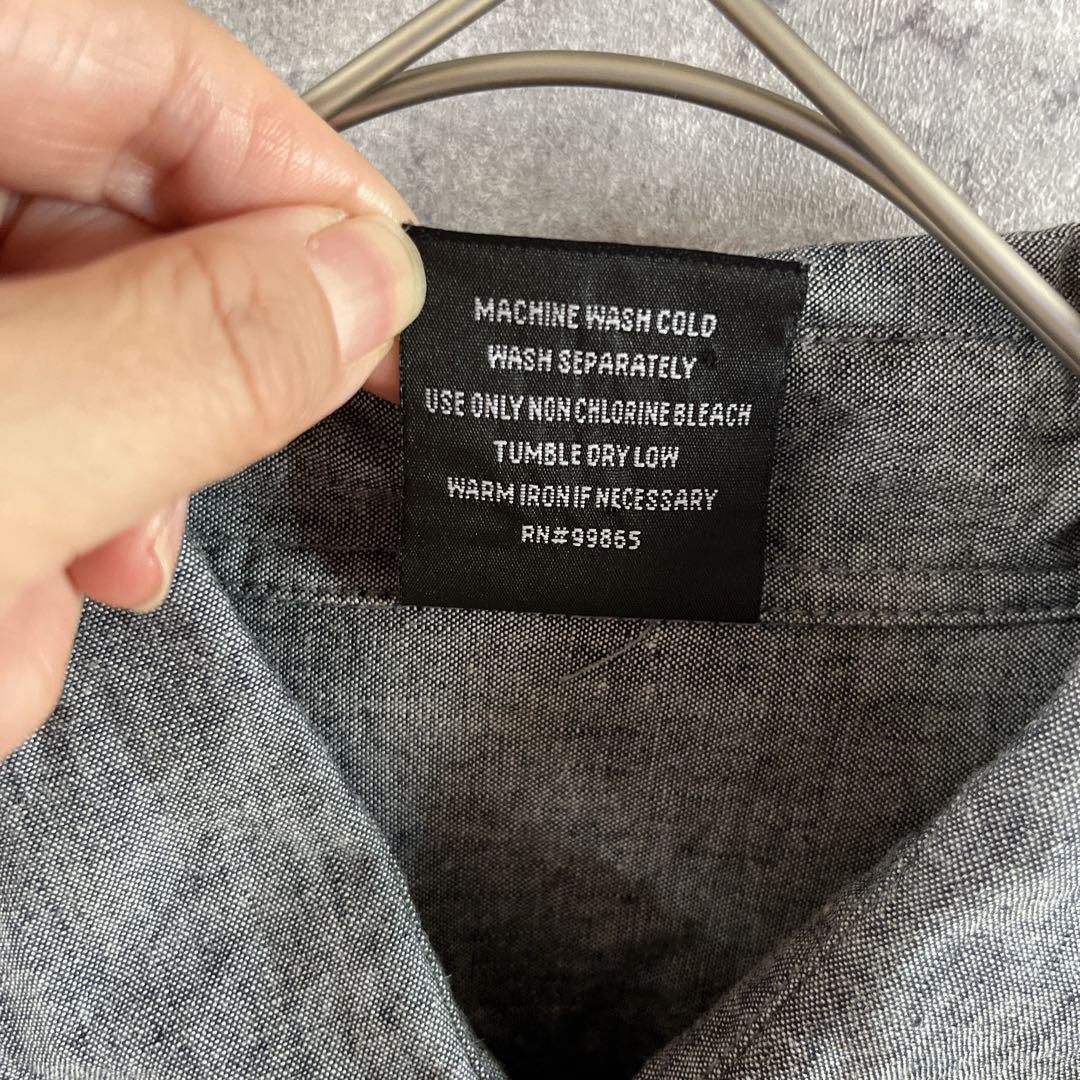 MACHINE WASH COLD
WASH SEPARATELY
USE ONLY NON CHLORINE BLEACH
TUMBLE DRY LOW
WARM IRON IF NECESSARY
RN#99865